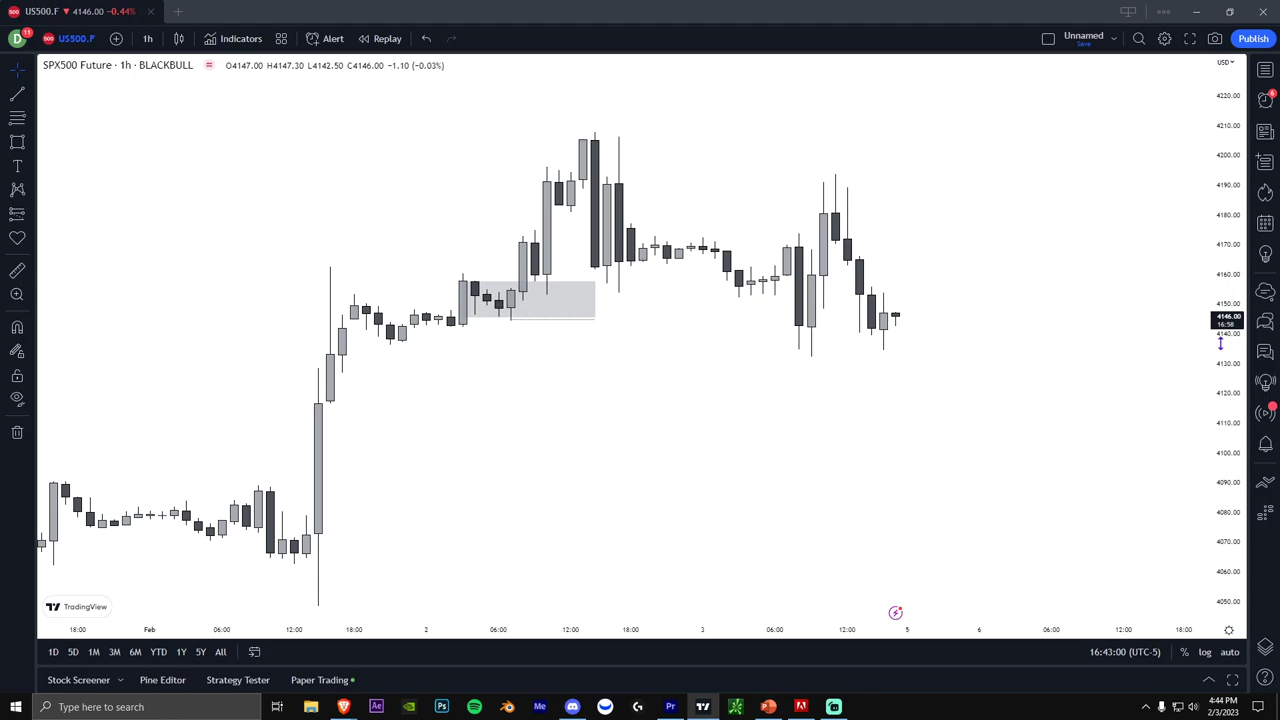 US500.F 4146.00 -0.44%
D 11 500 US500.F 1h Indicators Alert Replay Unnamed Save Publish
SPX500 Future · 1h · BLACKBULL O4147.00 H4147.30 L4142.50 C4146.00 -1.10 (-0.03%)
USD
4220.00
4210.00
4200.00
4190.00
4180.00
4170.00
4160.00
4150.00
4146.00
16:58
4140.00
4130.00
4120.00
4110.00
4100.00
4090.00
4080.00
4070.00
4060.00
4050.00
TradingView
18:00 Feb 06:00 12:00 18:00 2 06:00 12:00 18:00 3 06:00 12:00 5 6 06:00 12:00 18:00
1D 5D 1M 3M 6M YTD 1Y 5Y All 16:43:00 (UTC-5) % log auto
Stock Screener Pine Editor Strategy Tester Paper Trading
Type here to search
4:44 PM
2/3/2023